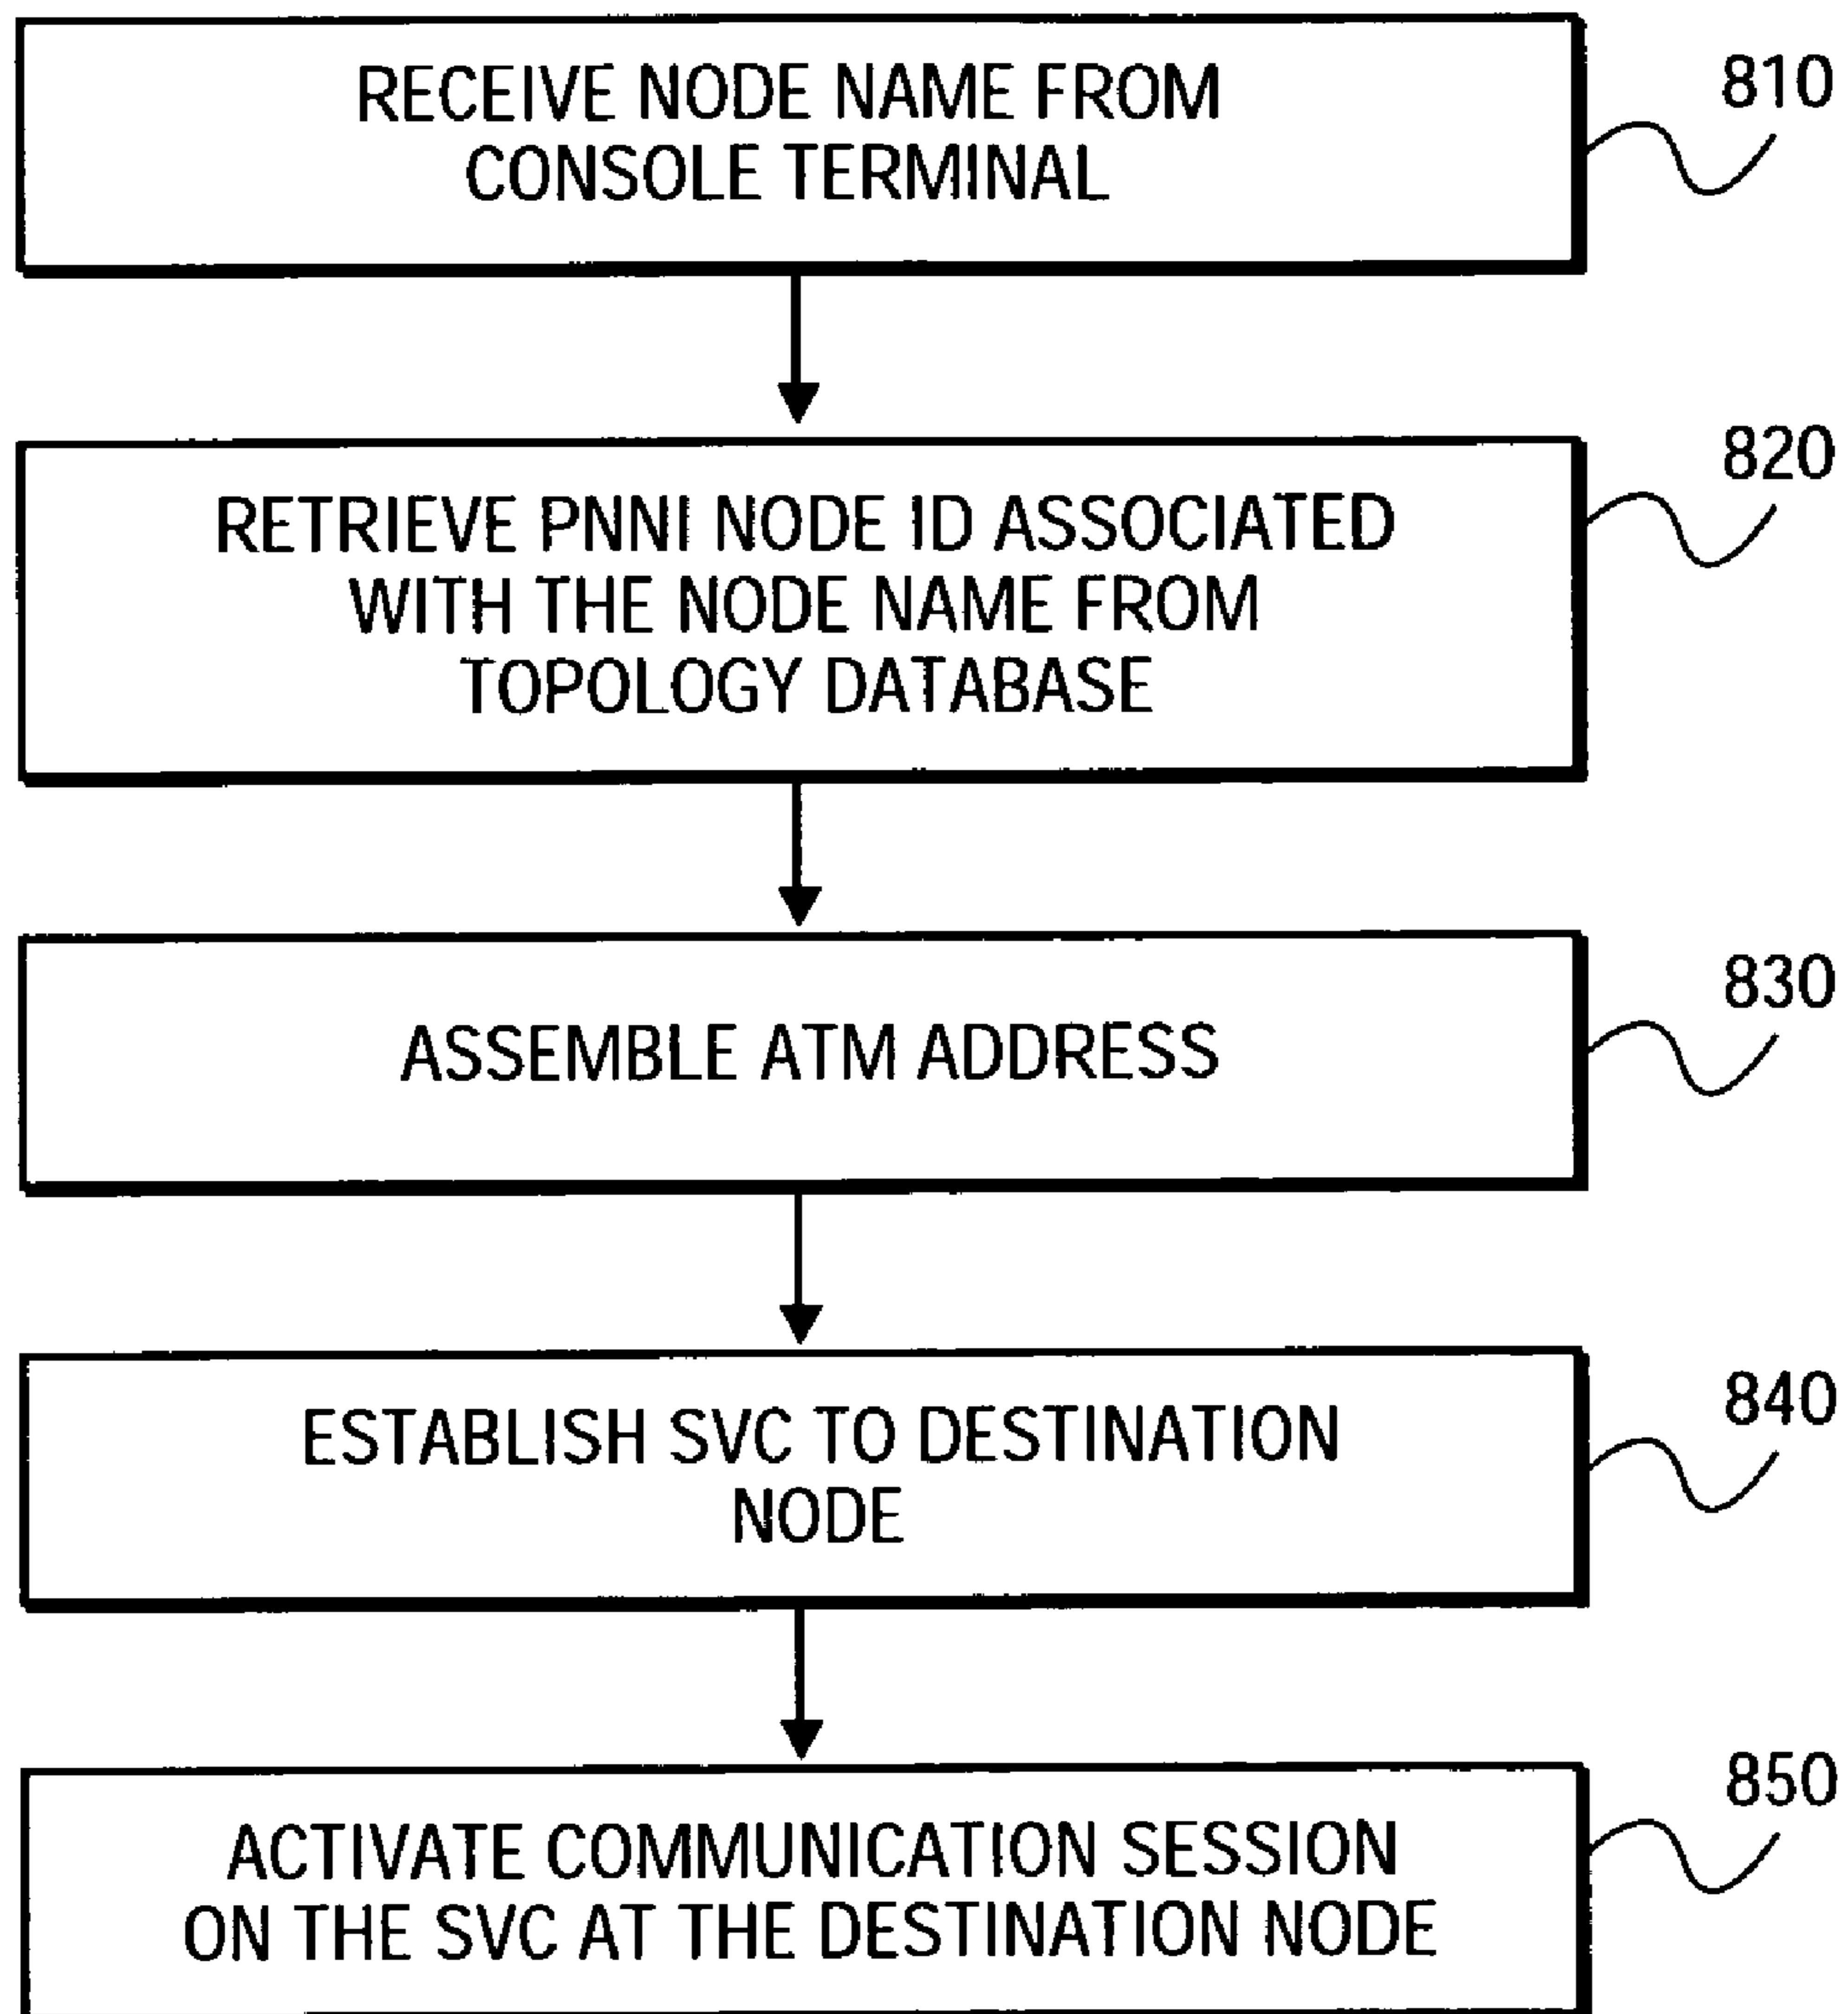 RECEIVE NODE NAME FROM
CONSOLE TERMINAL
810
RETRIEVE PNNI NODE ID ASSOCIATED
WITH THE NODE NAME FROM
TOPOLOGY DATABASE
820
ASSEMBLE ATM ADDRESS
830
ESTABLISH SVC TO DESTINATION
NODE
840
ACTIVATE COMMUNICATION SESSION
ON THE SVC AT THE DESTINATION NODE
850